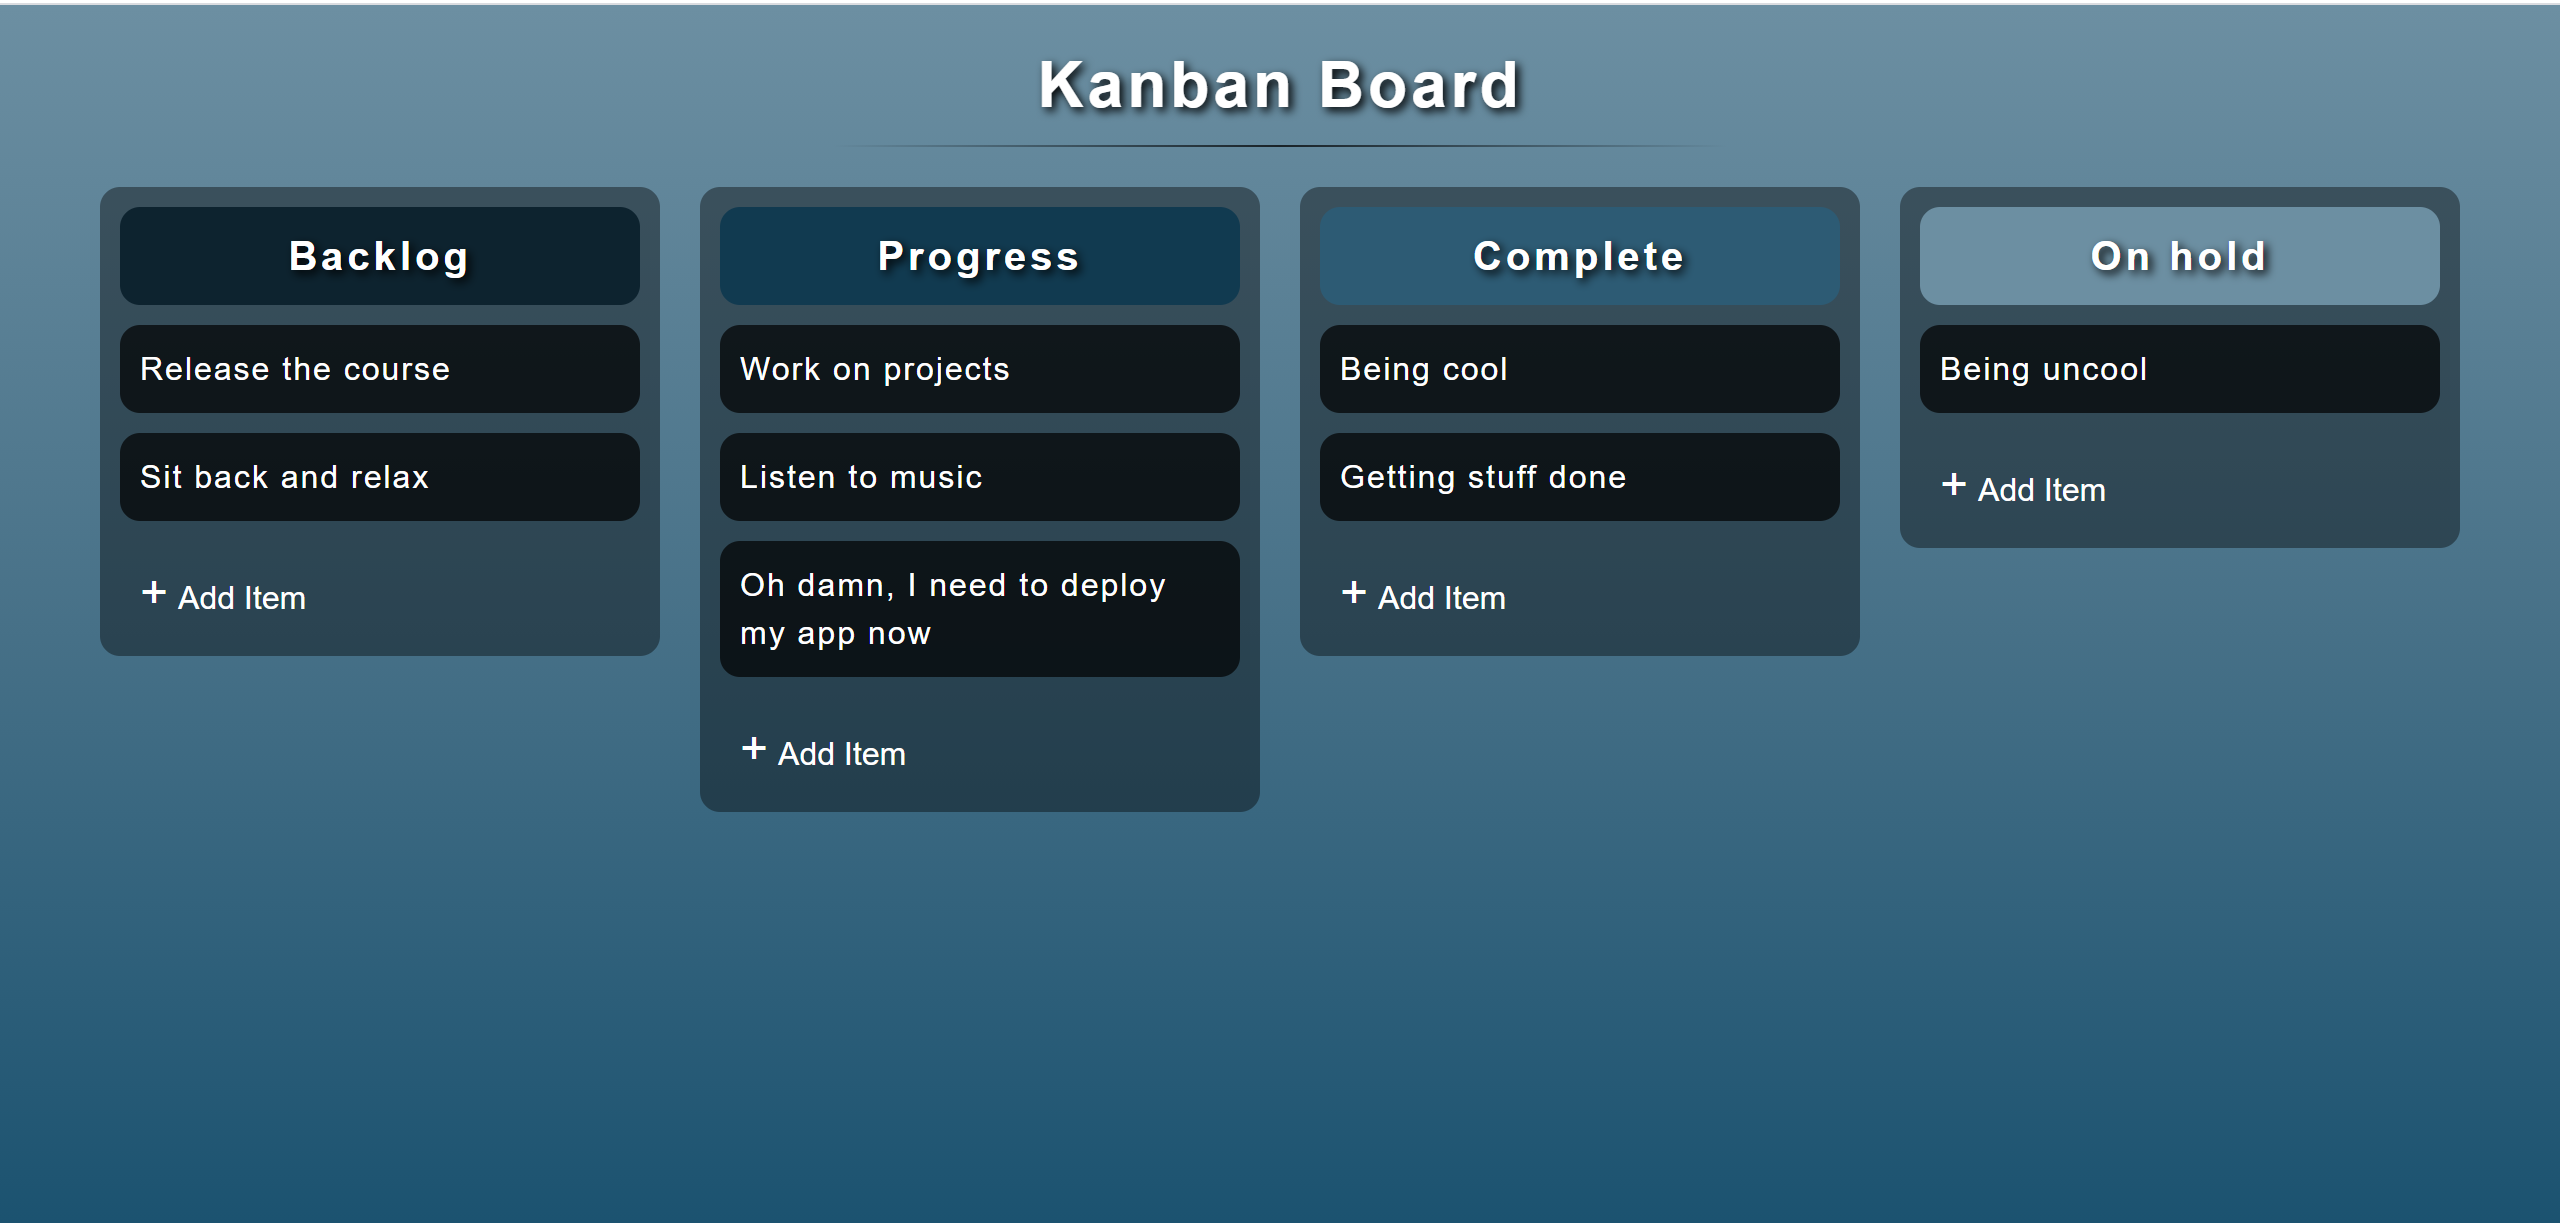 Kanban Board
Backlog
Release the course
Sit back and relax
+ Add Item
Progress
Work on projects
Listen to music
Oh damn, I need to deploy
my app now
+ Add Item
Complete
Being cool
Getting stuff done
+ Add Item
On hold
Being uncool
+ Add Item